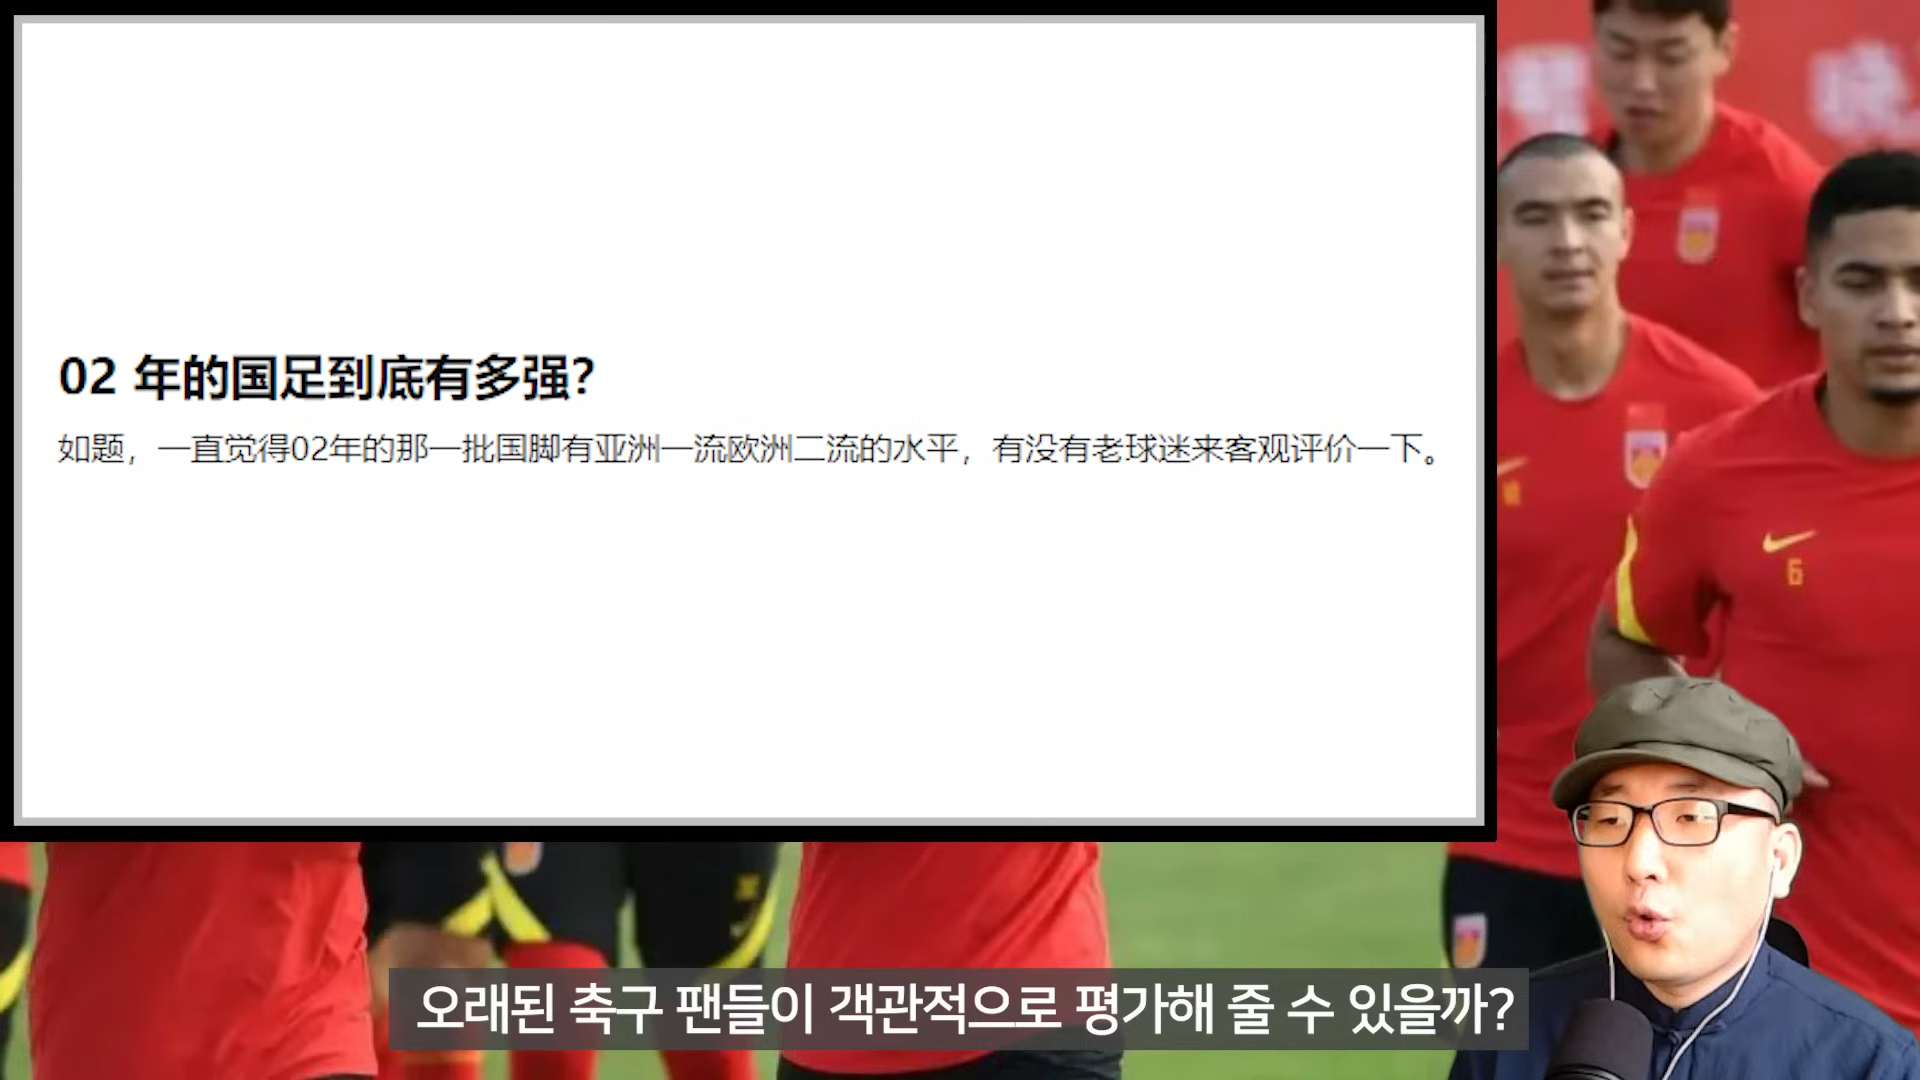 02 年的国足到底有多强？
如题，一直觉得02年的那一批国脚有亚洲一流欧洲二流的水平，有没有老球迷来客观评价一下。
6
오래된 축구 팬들이 객관적으로 평가해 줄 수 있을까?